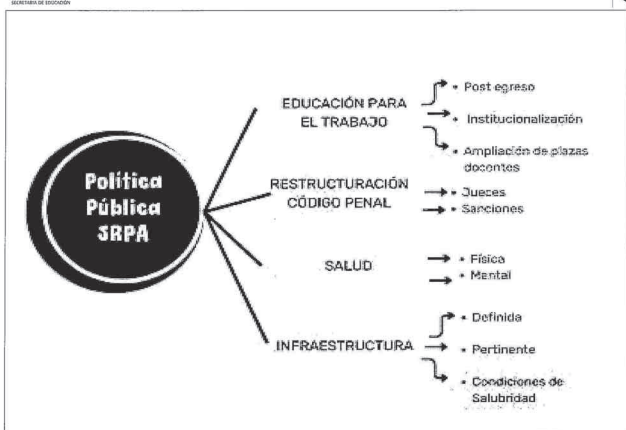 SECRETARÍA DE EDUCACIÓN
Política
Pública
SRPA
EDUCACIÓN PARA
EL TRABAJO
• Post egreso
• Institucionalización
• Ampliación de plazas
docentes
RESTRUCTURACIÓN
CÓDIGO PENAL
• Jueces
• Sanciones
SALUD
• Física
• Mental
INFRAESTRUCTURA
• Definida
• Pertinente
• Condiciones de
Salubridad